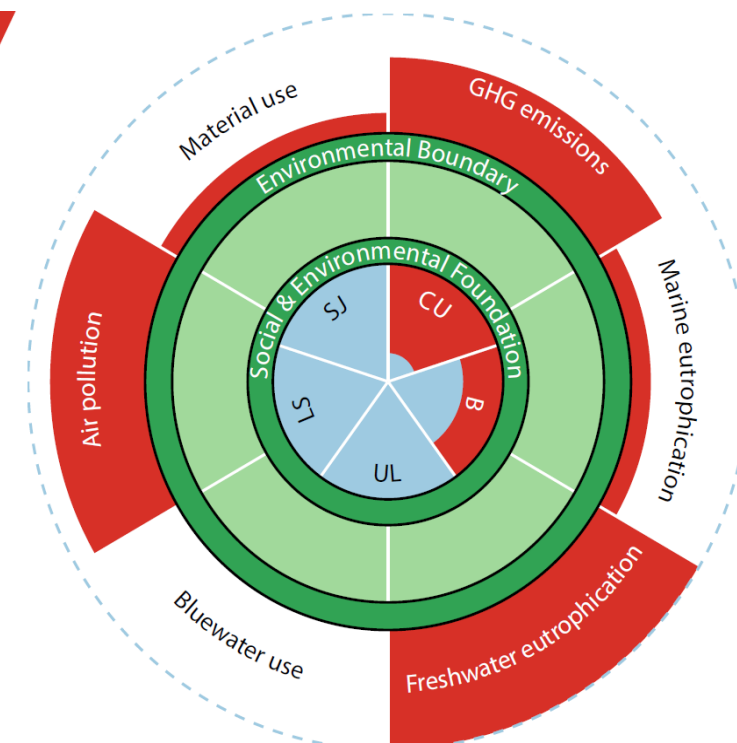 Material use
GHG emissions
Environmental Boundary
Social & Environmental Foundation
SJ
CU
Marine eutrophication
Air pollution
LS
B
UL
Bluewater use
Freshwater eutrophication